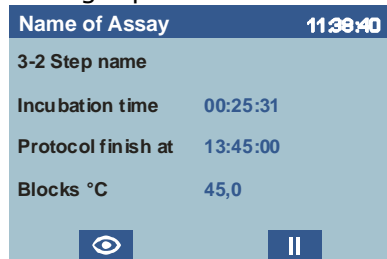 Name of Assay 11:38:40
3-2 Step name
Incubation time 00:25:31
Protocol finish at 13:45:00
Blocks °C 45,0